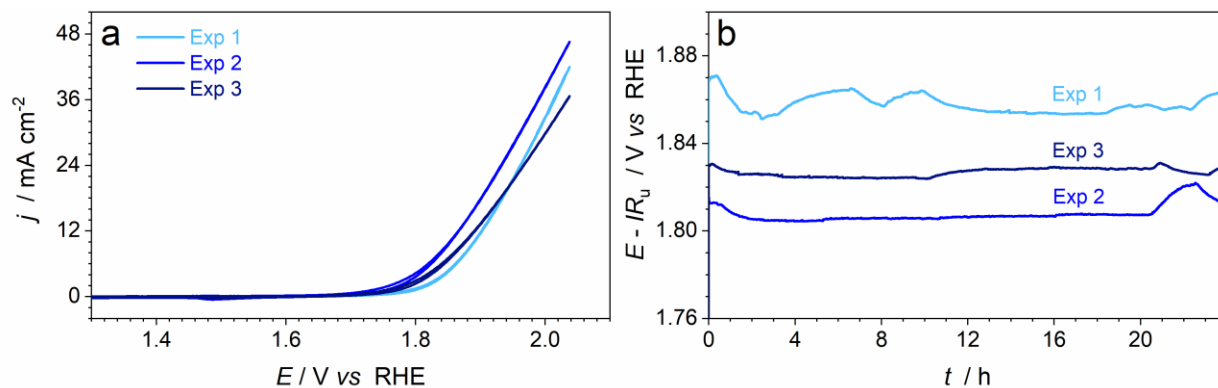 a
Exp 1
Exp 2
Exp 3
48
36
24
12
0
j / mA cm⁻²
1.4
1.6
1.8
2.0
E / V vs RHE
b
Exp 1
Exp 3
Exp 2
1.88
1.84
1.80
1.76
E - IRᵤ / V vs RHE
0
4
8
12
16
20
t / h